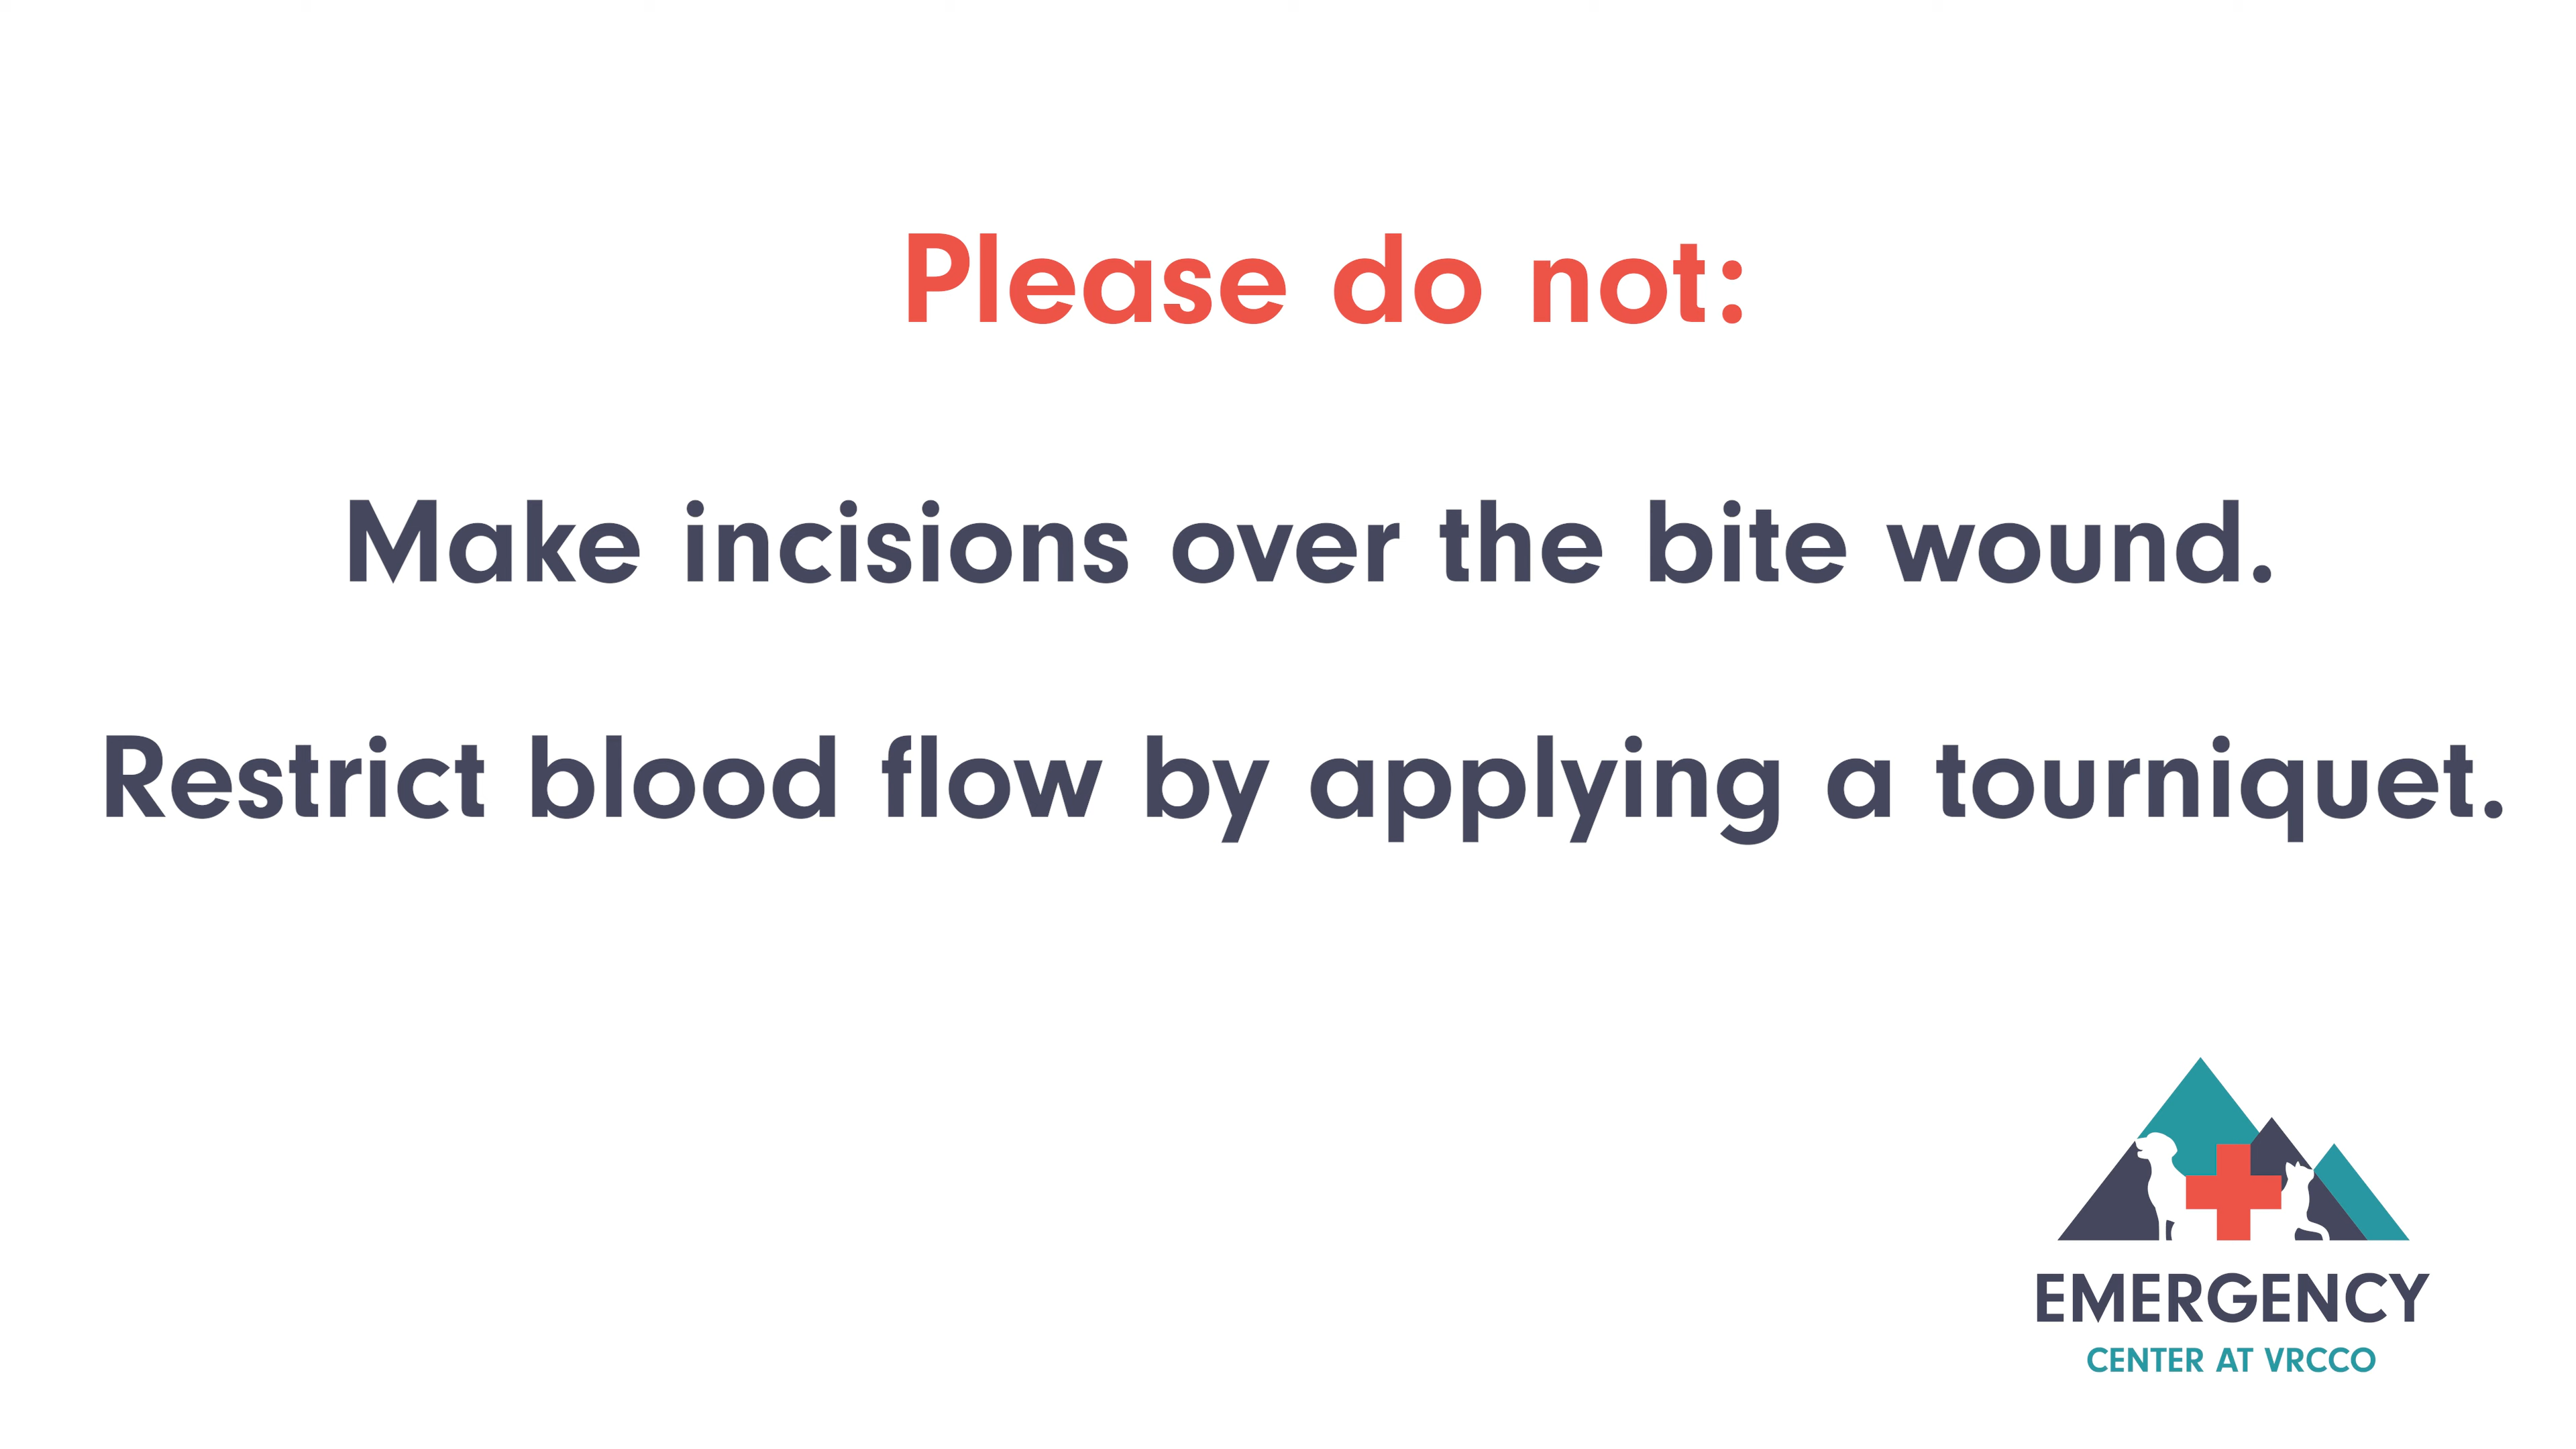 Please do not:
Make incisions over the bite wound.
Restrict blood flow by applying a tourniquet.
EMERGENCY
CENTER AT VRCCO